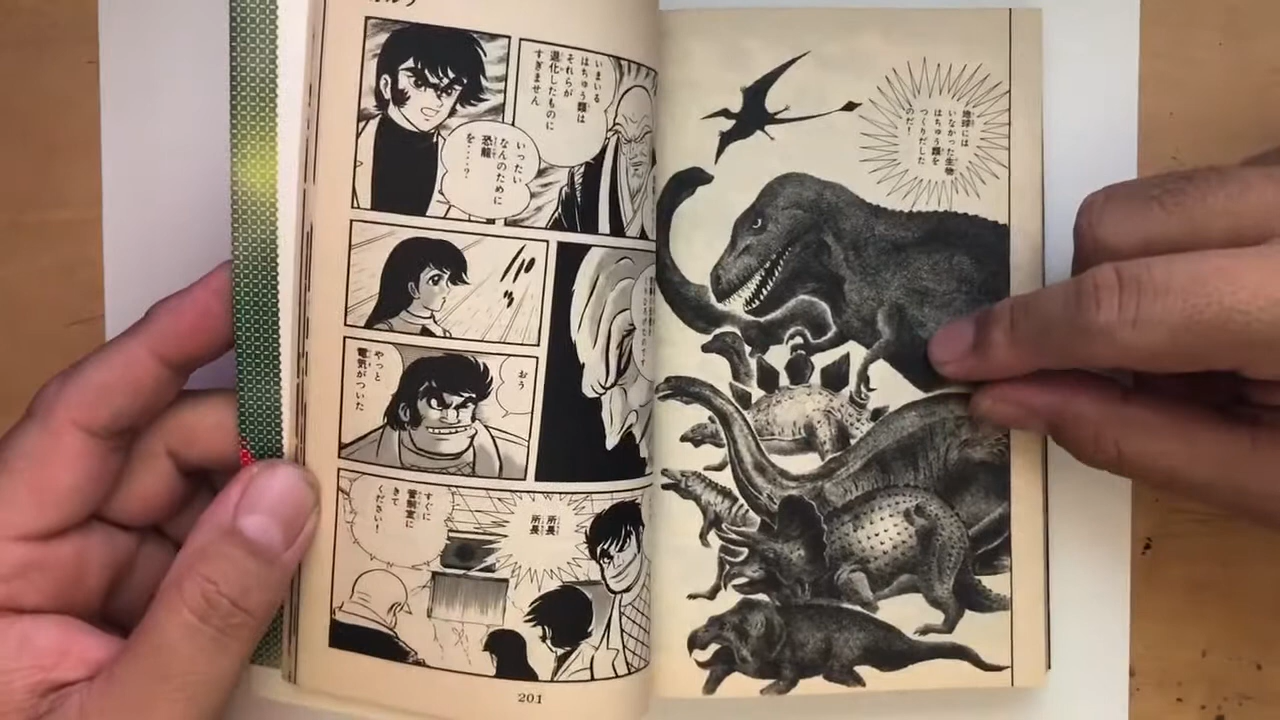 いまいる
はちゅう類は
それらが
退化したものに
すぎません
いったい
なんのために
恐龍
を‥‥?
おう
やっと
電気がついた
所長
所長
すぐに
管制室に
きて
ください!
201
地球には
いなかった生物
はちゅう類を
つくりだした
のだ!